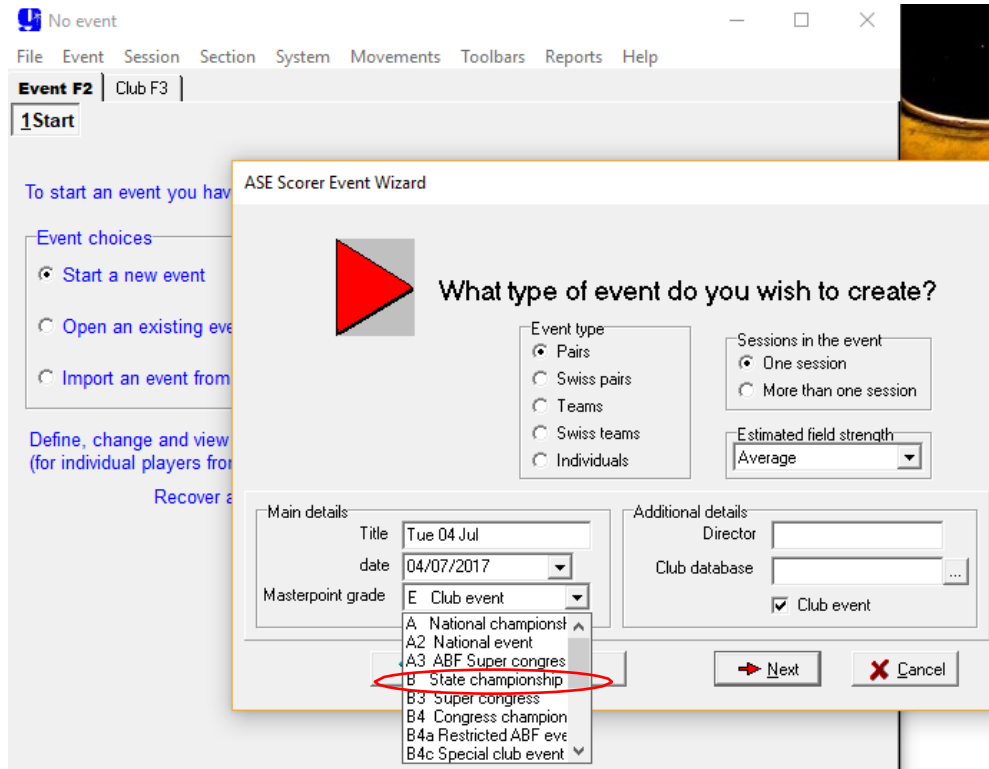 No event
File Event Session Section System Movements Toolbars Reports Help
Event F2 Club F3
1Start
To start an event you hav
Event choices
Start a new event
Open an existing eve
Import an event from
Define, change and view
(for individual players fro
Recover a
ASE Scorer Event Wizard
What type of event do you wish to create?
Event type
Pairs
Swiss pairs
Teams
Swiss teams
Individuals
Sessions in the event
One session
More than one session
Estimated field strength
Average
Main details
Title Tue 04 Jul
date 04/07/2017
Masterpoint grade E Club event
A National championsh
A2 National event
A3 ABF Super congres
B State championship
B3 Super congress
B4 Congress champion
B4a Restricted ABF eve
B4c Special club event
Additional details
Director
Club database ...
Club event
Next
Cancel